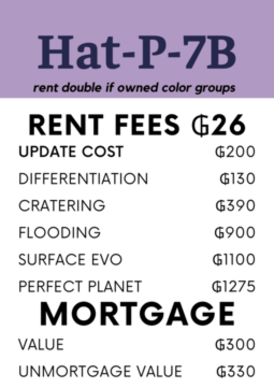 Hat-P-7B
rent double if owned color groups
RENT FEES ₲26
UPDATE COST ₲200
DIFFERENTIATION ₲130
CRATERING ₲390
FLOODING ₲900
SURFACE EVO ₲1100
PERFECT PLANET ₲1275
MORTGAGE
VALUE ₲300
UNMORTGAGE VALUE ₲330